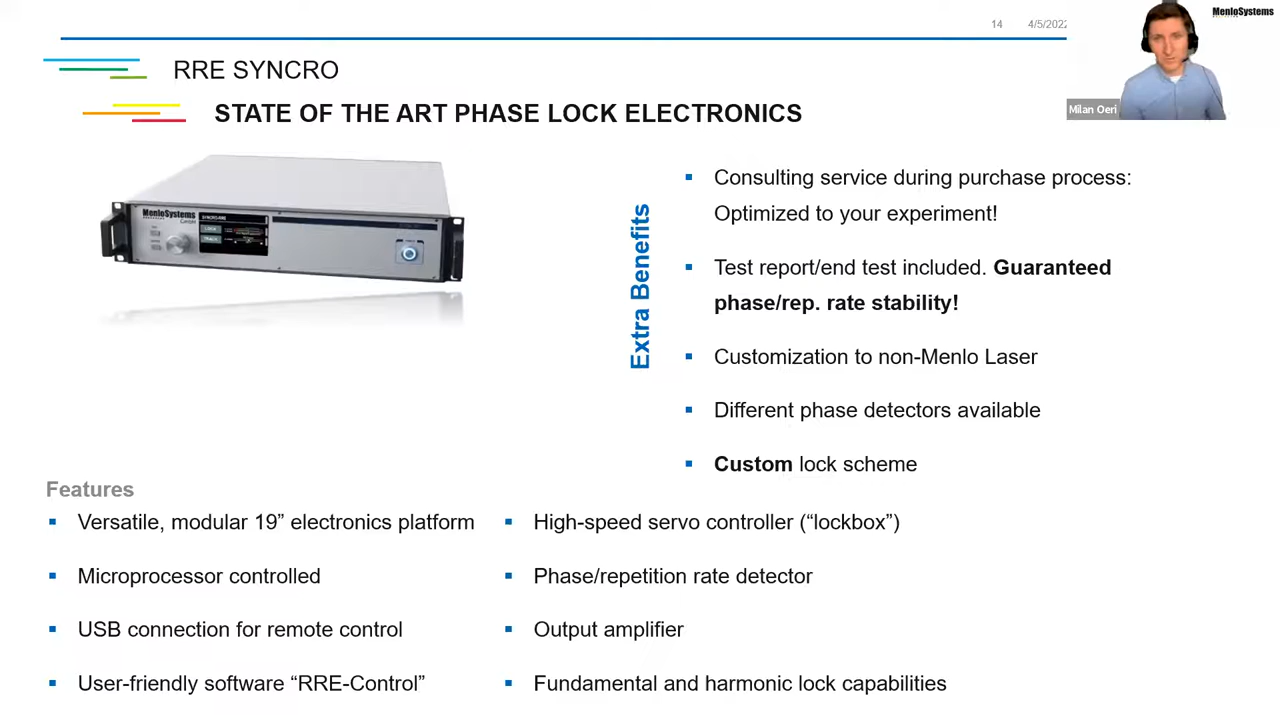 14 4/5/2022
MenloSystems
Milan Oeri
RRE SYNCRO
STATE OF THE ART PHASE LOCK ELECTRONICS
MenloSystems
SYNCRO-RRE
LOCK
Extra Benefits
▪ Consulting service during purchase process:
Optimized to your experiment!
▪ Test report/end test included. Guaranteed
phase/rep. rate stability!
▪ Customization to non-Menlo Laser
▪ Different phase detectors available
▪ Custom lock scheme
Features
▪ Versatile, modular 19” electronics platform
▪ Microprocessor controlled
▪ USB connection for remote control
▪ User-friendly software “RRE-Control”
▪ High-speed servo controller (“lockbox”)
▪ Phase/repetition rate detector
▪ Output amplifier
▪ Fundamental and harmonic lock capabilities